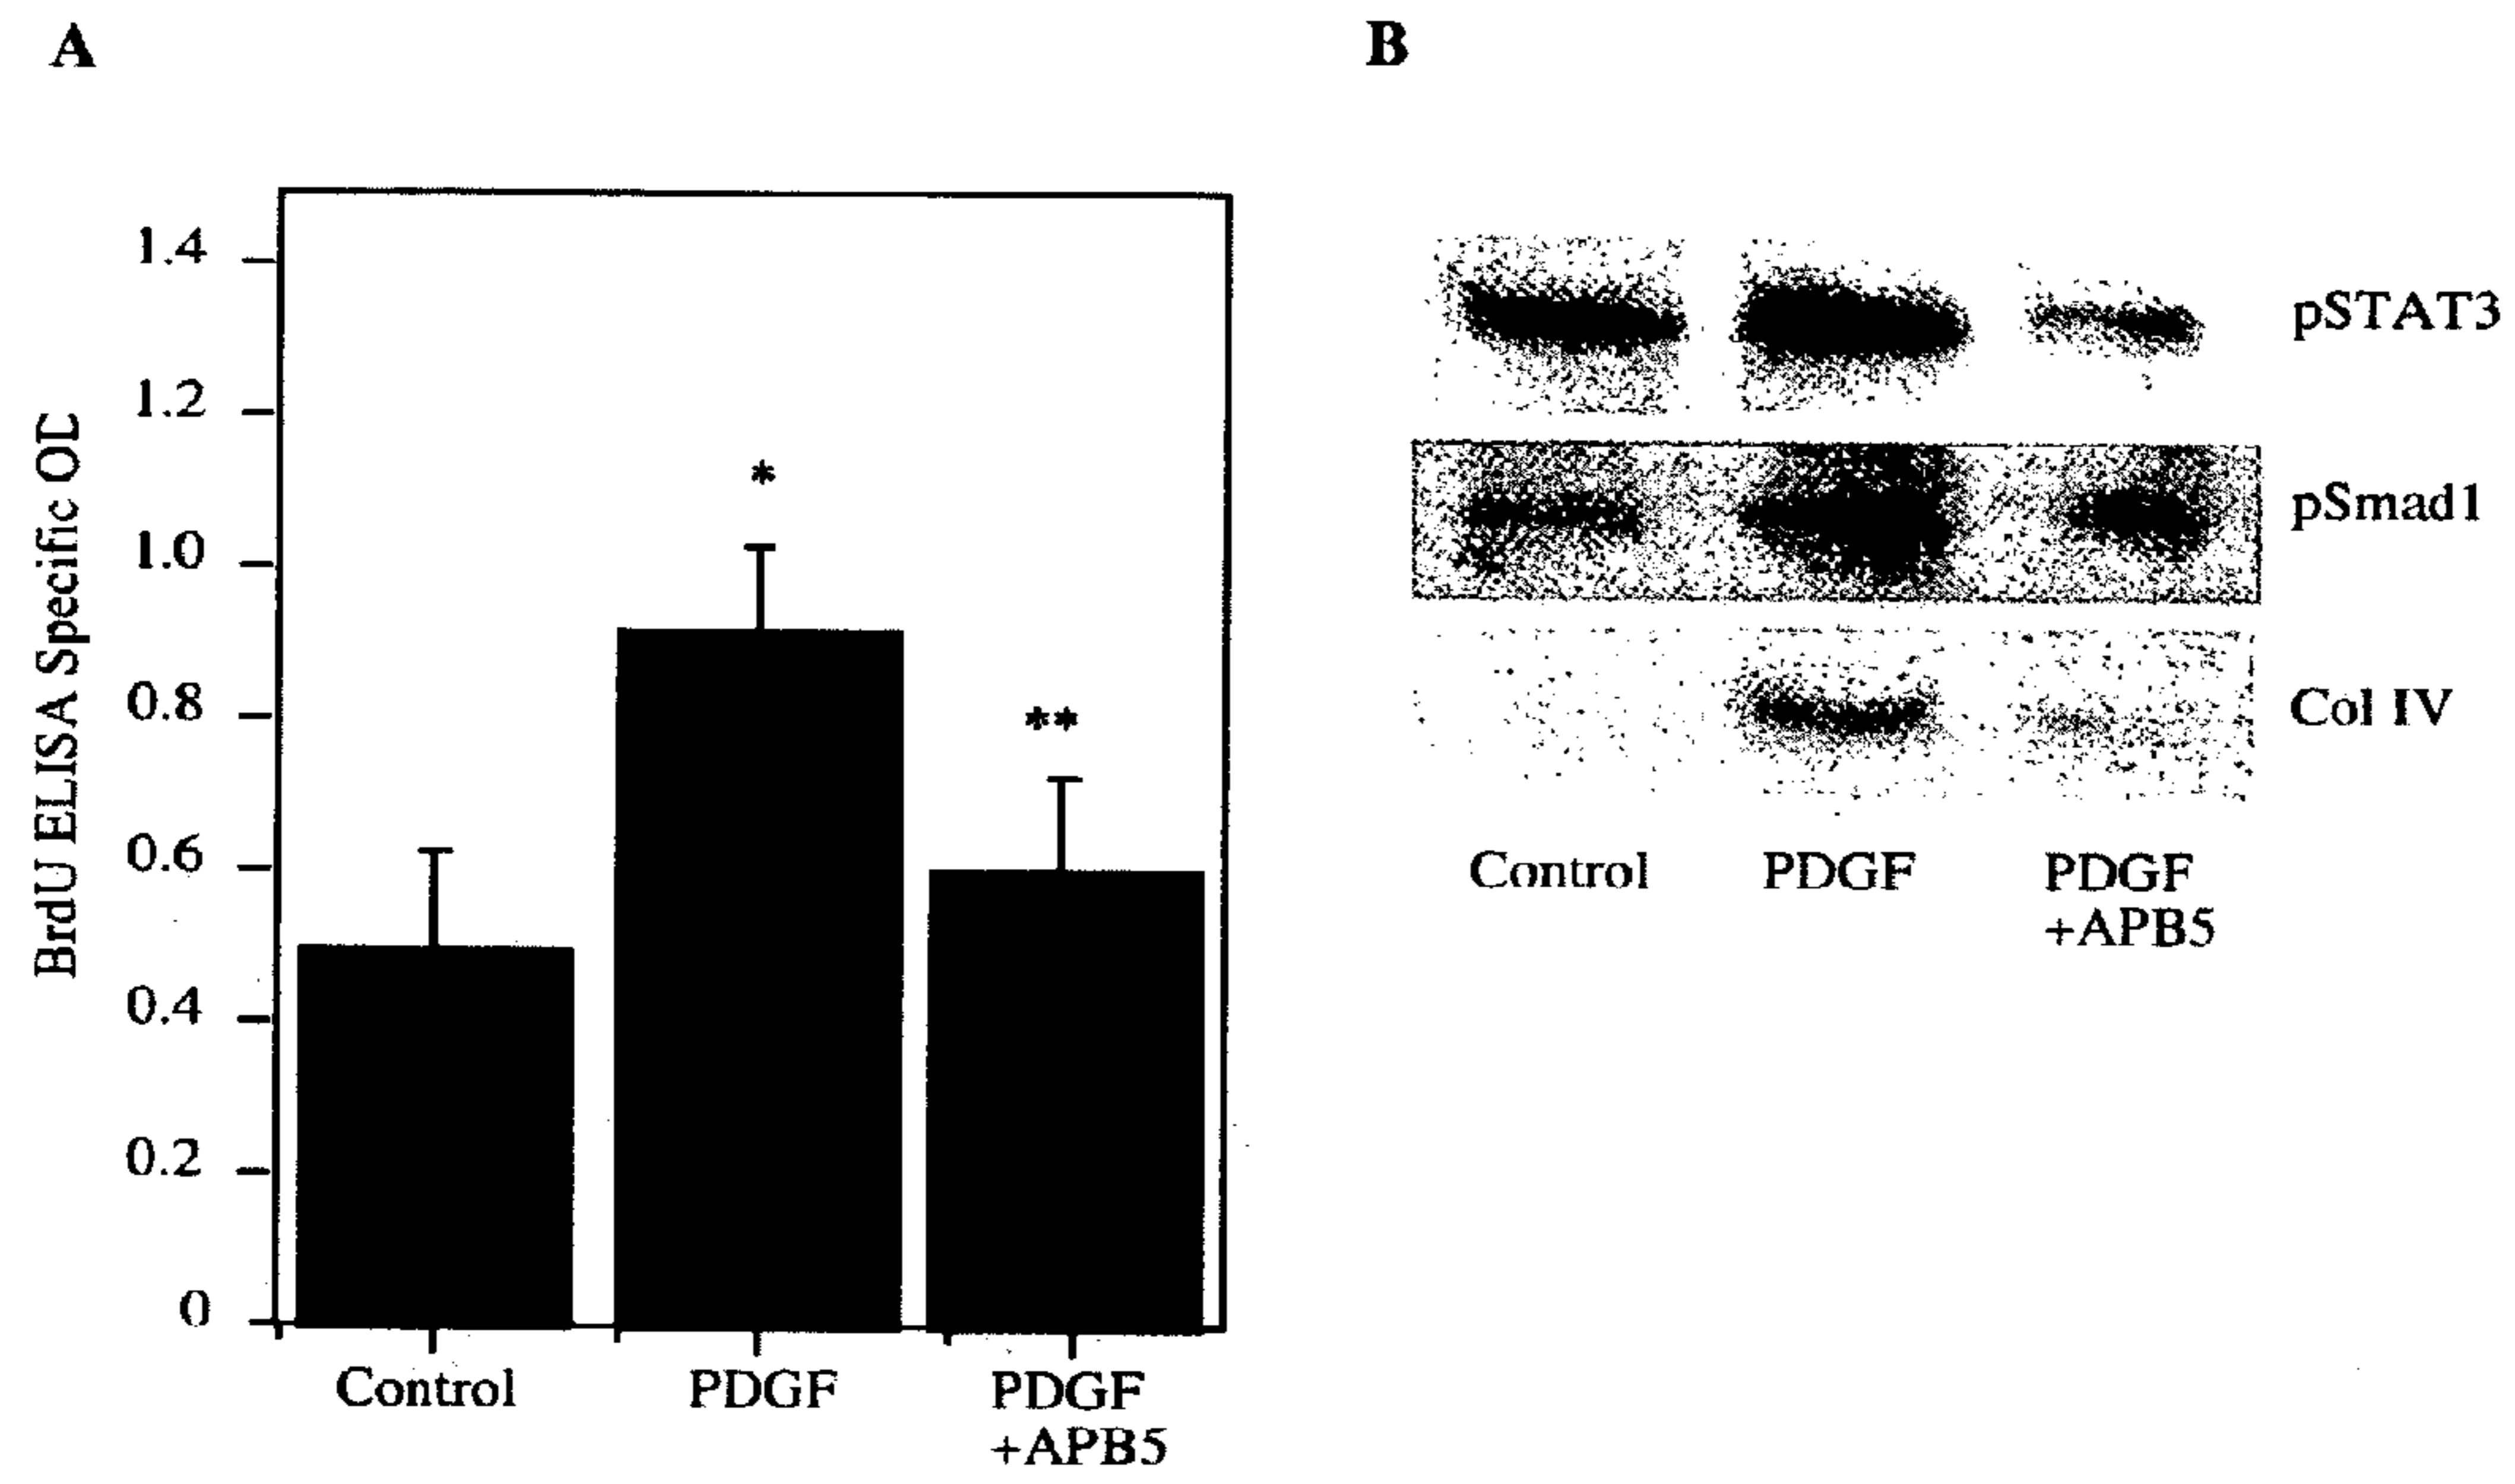 A
B
BrdU ELISA Specific OD
1.4
1.2
1.0
0.8
0.6
0.4
0.2
0
*
**
Control
PDGF
PDGF
+APB5
pSTAT3
pSmad1
Col IV
Control
PDGF
PDGF
+APB5